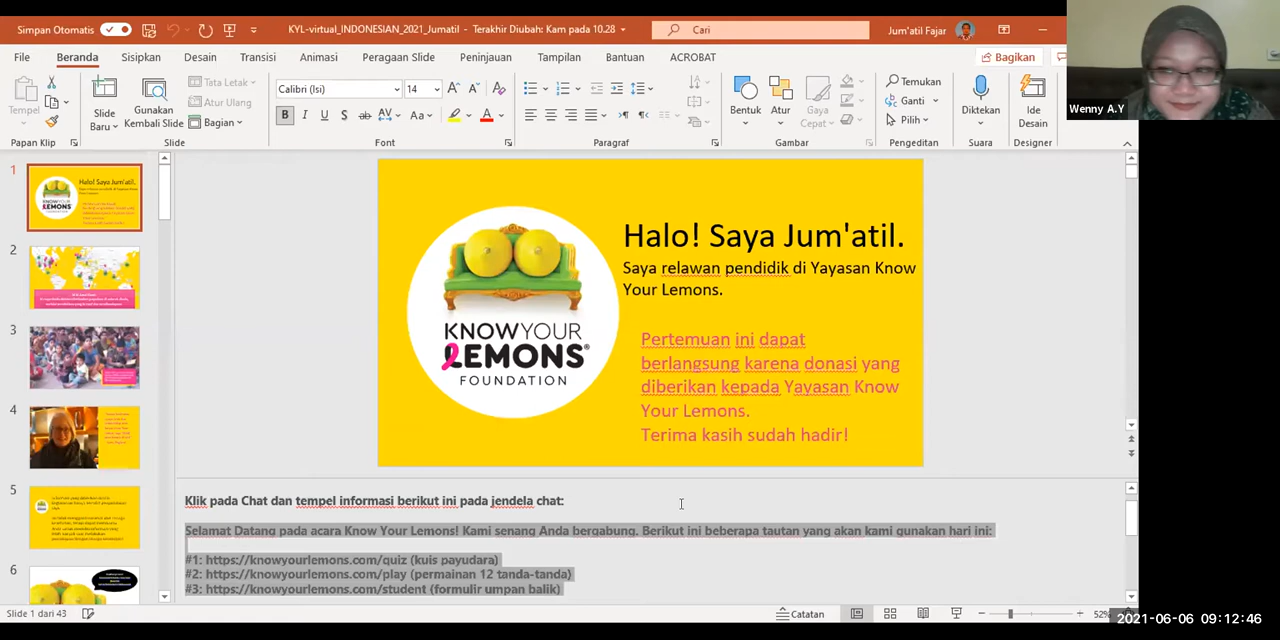 Simpan Otomatis
KYL-virtual_INDONESIAN_2021_Jumatil - Terakhir Diubah: Kam pada 10.28
Cari
Jum'atil Fajar
File Beranda Sisipkan Desain Transisi Animasi Peragaan Slide Peninjauan Tampilan Bantuan ACROBAT
Bagikan
Tempel
Slide Baru
Gunakan Kembali Slide
Tata Letak
Atur Ulang
Bagian
Calibri (Isi) 14
Bentuk
Atur
Gaya Cepat
Temukan
Ganti
Pilih
Diktekan
Ide Desain
Papan Klip Slide Font Paragraf Gambar Pengeditan Suara Designer
Wenny A.Y
1
2
3
4
5
6
KNOW YOUR
LEMONS
FOUNDATION
Halo! Saya Jum'atil.
Saya relawan pendidik di Yayasan Know
Your Lemons.
Pertemuan ini dapat
berlangsung karena donasi yang
diberikan kepada Yayasan Know
Your Lemons.
Terima kasih sudah hadir!
Klik pada Chat dan tempel informasi berikut ini pada jendela chat:
Selamat Datang pada acara Know Your Lemons! Kami senang Anda bergabung. Berikut ini beberapa tautan yang akan kami gunakan hari ini:
#1: https://knowyourlemons.com/quiz (kuis payudara)
#2: https://knowyourlemons.com/play (permainan 12 tanda-tanda)
#3: https://knowyourlemons.com/student (formulir umpan balik)
Slide 1 dari 43
Catatan
52%
2021-06-06 09:12:46